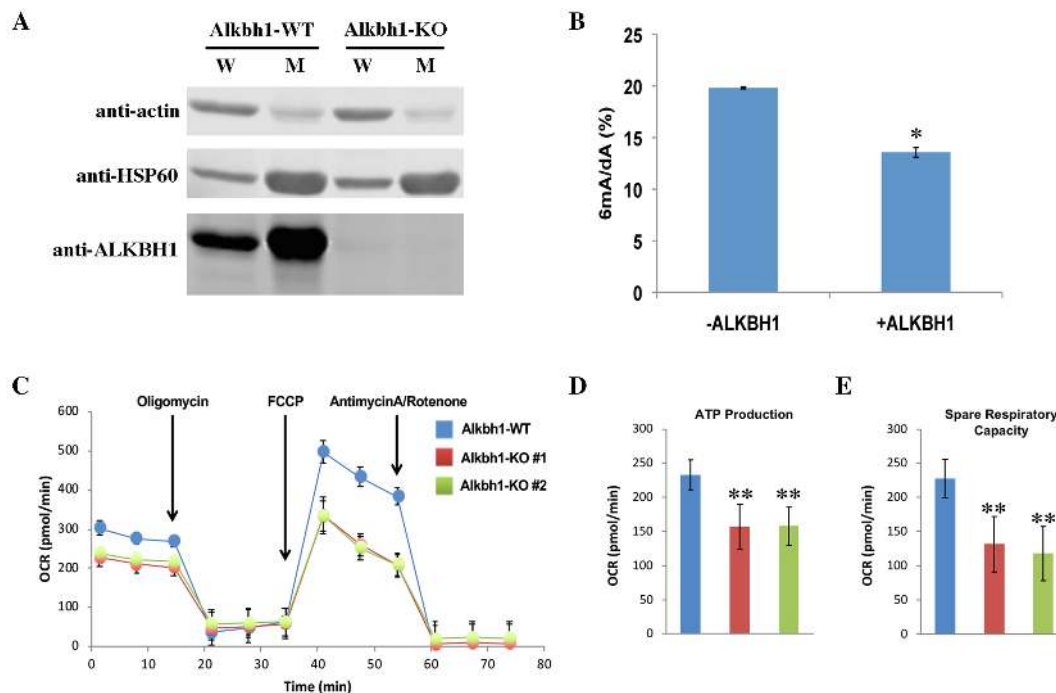 A
Alkbh1-WT Alkbh1-KO
W M W M
anti-actin
anti-HSP60
anti-ALKBH1
B
6mA/dA (%)
25
20
15
10
5
0
*
-ALKBH1 +ALKBH1
C
Oligomycin FCCP AntimycinA/Rotenone
Alkbh1-WT
Alkbh1-KO #1
Alkbh1-KO #2
OCR (pmol/min)
600
500
400
300
200
100
0
0 10 20 30 40 50 60 70 80
Time (min)
D
ATP Production
OCR (pmol/min)
300
250
200
150
100
50
0
** **
E
Spare Respiratory
Capacity
OCR (pmol/min)
300
250
200
150
100
50
0
** **